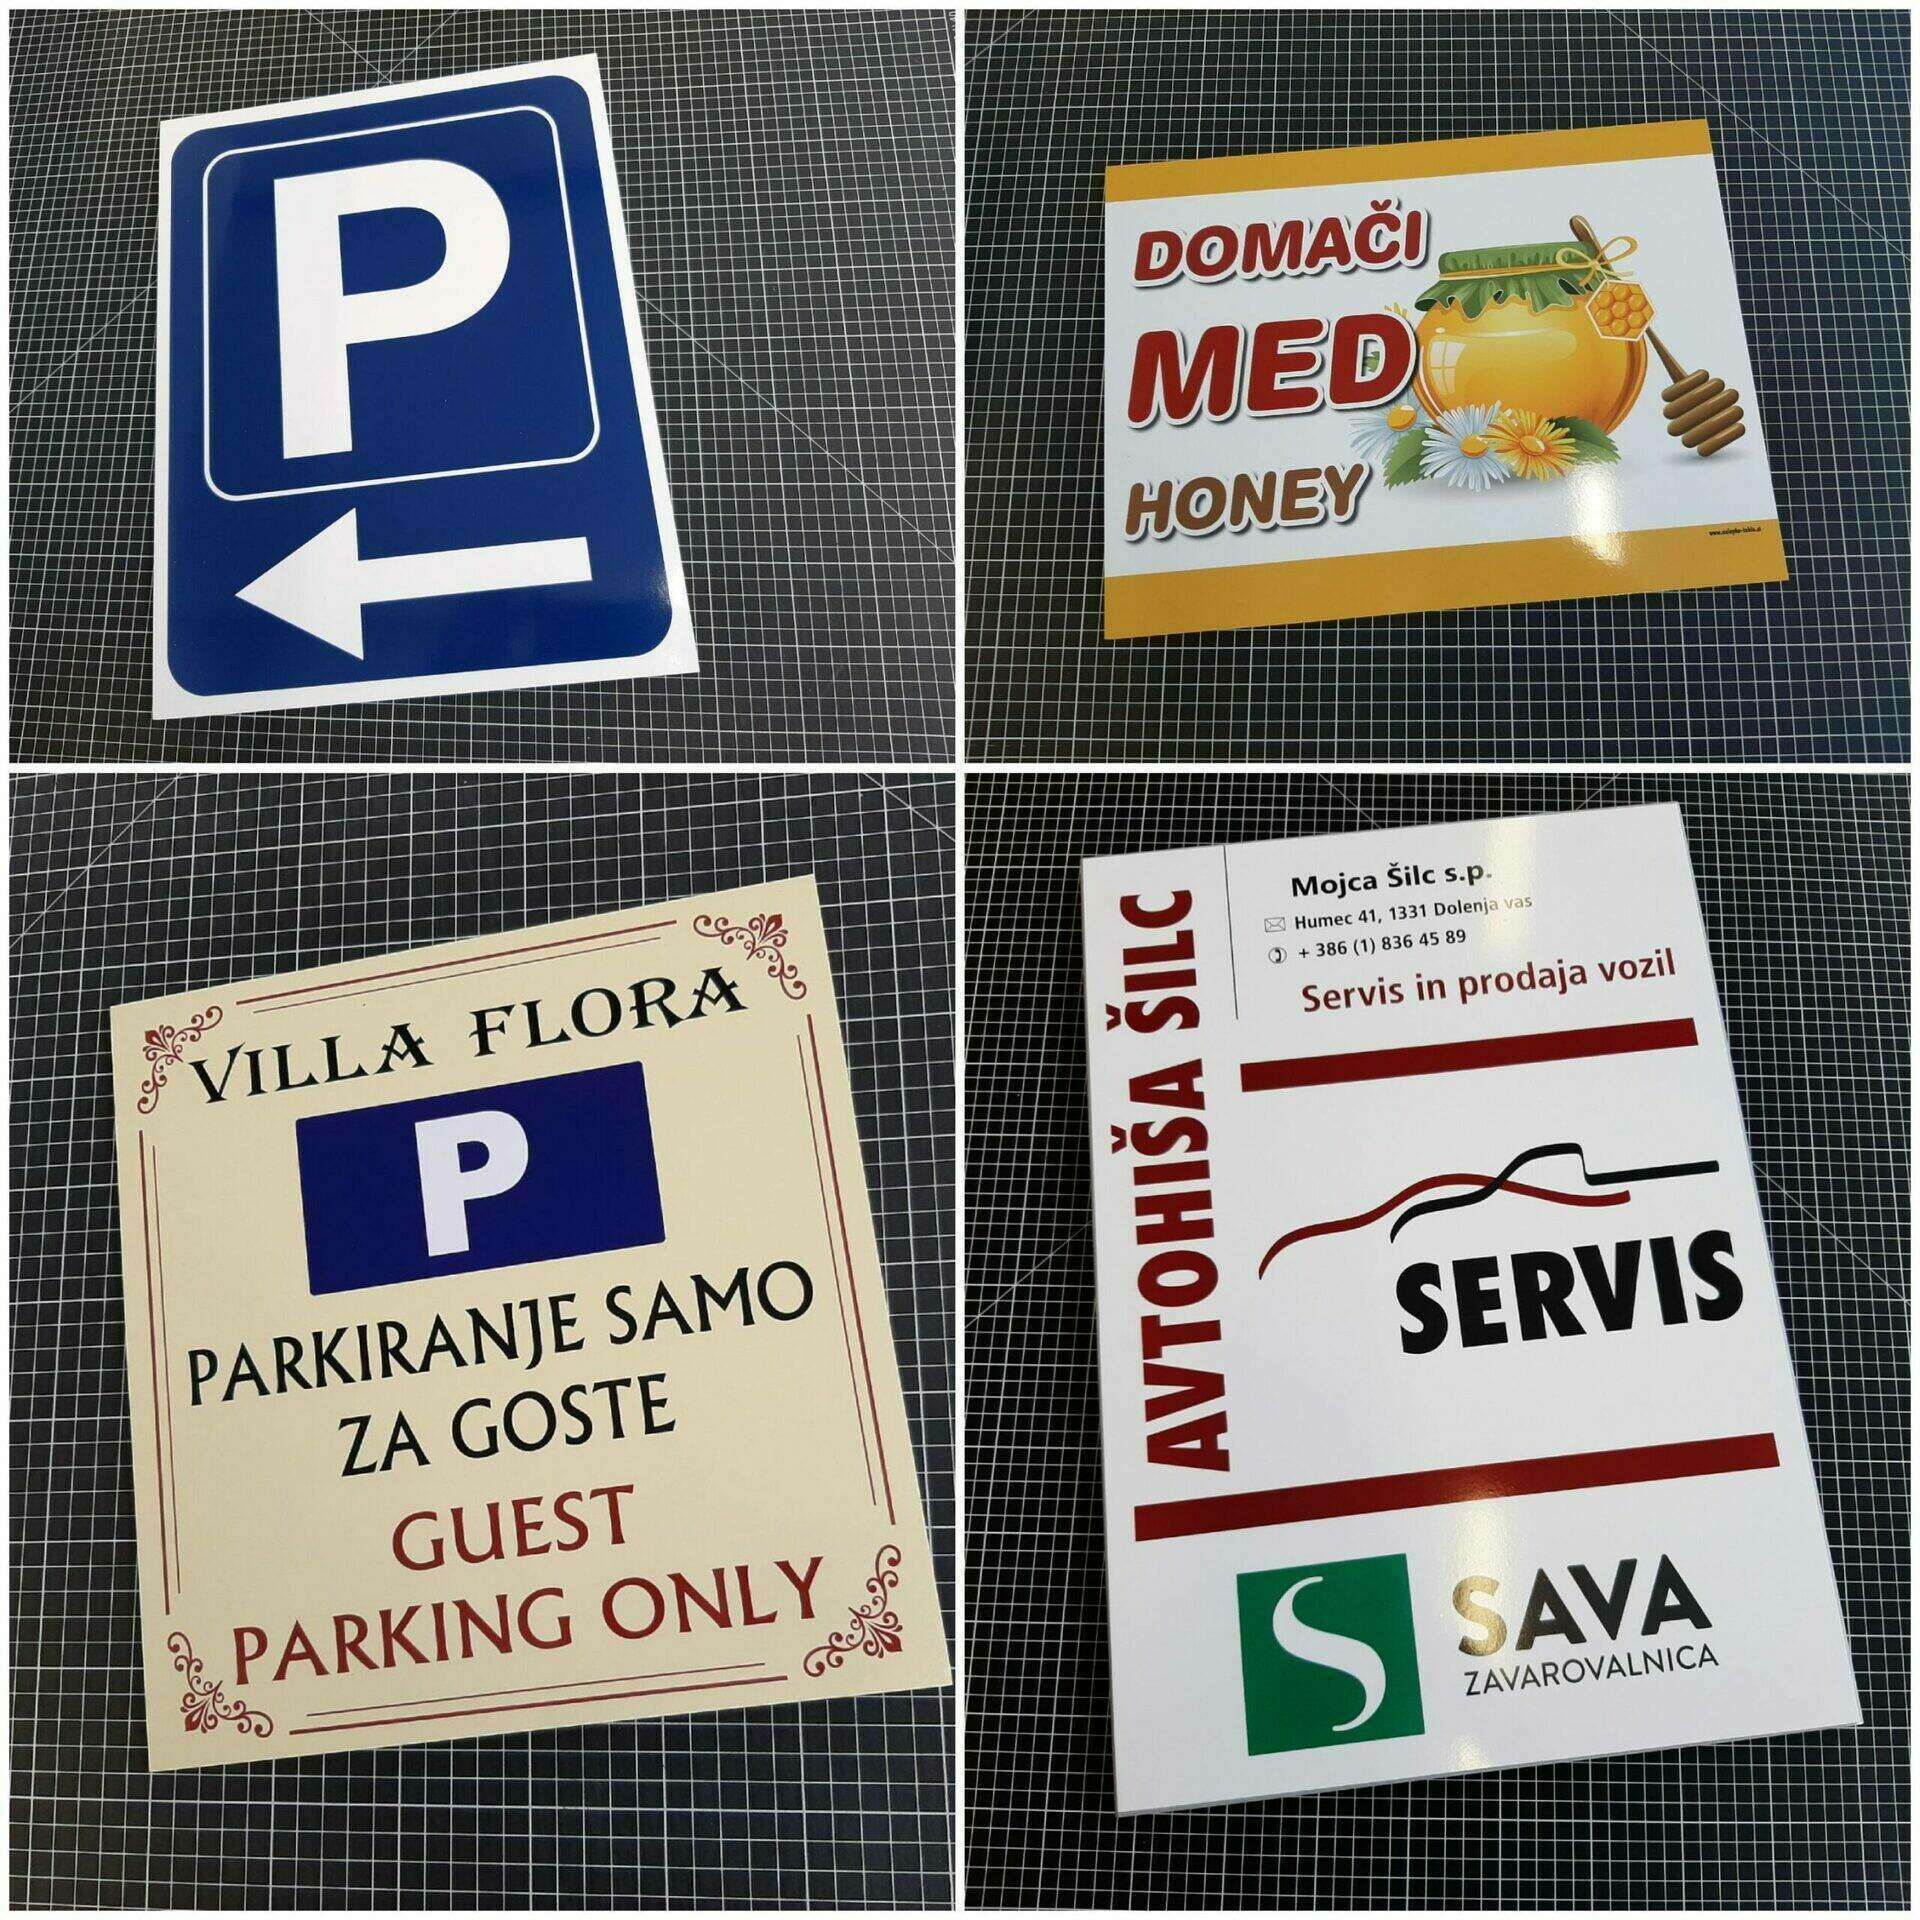 P
DOMAČI
MED
HONEY
VILLA FLORA
P
PARKIRANJE SAMO
ZA GOSTE
GUEST
PARKING ONLY
AVTOHIŠA ŠILC
Mojca Šilc s.p.
Humec 41, 1331 Dolenja vas
+ 386 (1) 836 45 89
Servis in prodaja vozil
SERVIS
S
SAVA
ZAVAROVALNICA